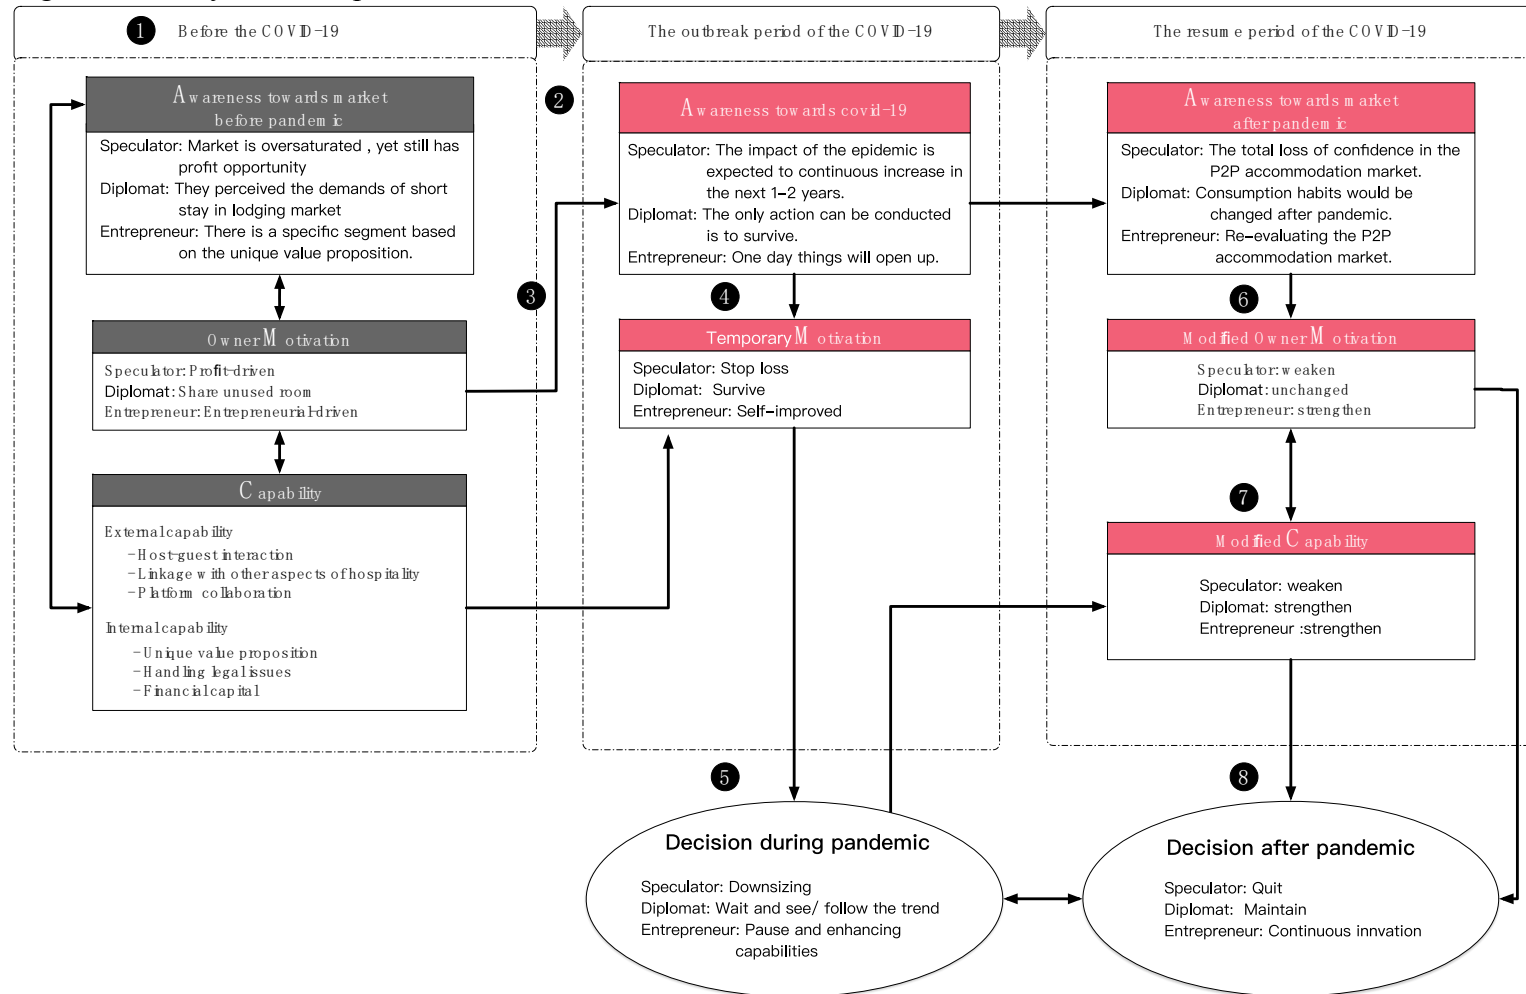 1 Before the COVID-19
The outbreak period of the COVID-19
The resume period of the COVID-19
Awareness towards market
before pandemic
Speculator: Market is oversaturated , yet still has
profit opportunity
Diplomat: They perceived the demands of short
stay in lodging market
Entrepreneur: There is a specific segment based
on the unique value proposition.
Owner Motivation
Speculator: Profit-driven
Diplomat: Share unused room
Entrepreneur: Entrepreneurial-driven
Capability
External capability
- Host-guest interaction
- Linkage with other aspects of hospitality
- Platform collaboration
Internal capability
- Unique value proposition
- Handling legal issues
- Financial capital
2
3
Awareness towards covid-19
Speculator: The impact of the epidemic is
expected to continuous increase in
the next 1-2 years.
Diplomat: The only action can be conducted
is to survive.
Entrepreneur: One day things will open up.
4
Temporary Motivation
Speculator: Stop loss
Diplomat: Survive
Entrepreneur: Self-improved
5
Decision during pandemic
Speculator: Downsizing
Diplomat: Wait and see/ follow the trend
Entrepreneur: Pause and enhancing
capabilities
Awareness towards market
after pandemic
Speculator: The total loss of confidence in the
P2P accommodation market.
Diplomat: Consumption habits would be
changed after pandemic.
Entrepreneur: Re-evaluating the P2P
accommodation market.
6
Modified Owner Motivation
Speculator: weaken
Diplomat: unchanged
Entrepreneur: strengthen
7
Modified Capability
Speculator: weaken
Diplomat: strengthen
Entrepreneur :strengthen
8
Decision after pandemic
Speculator: Quit
Diplomat: Maintain
Entrepreneur: Continuous innvation